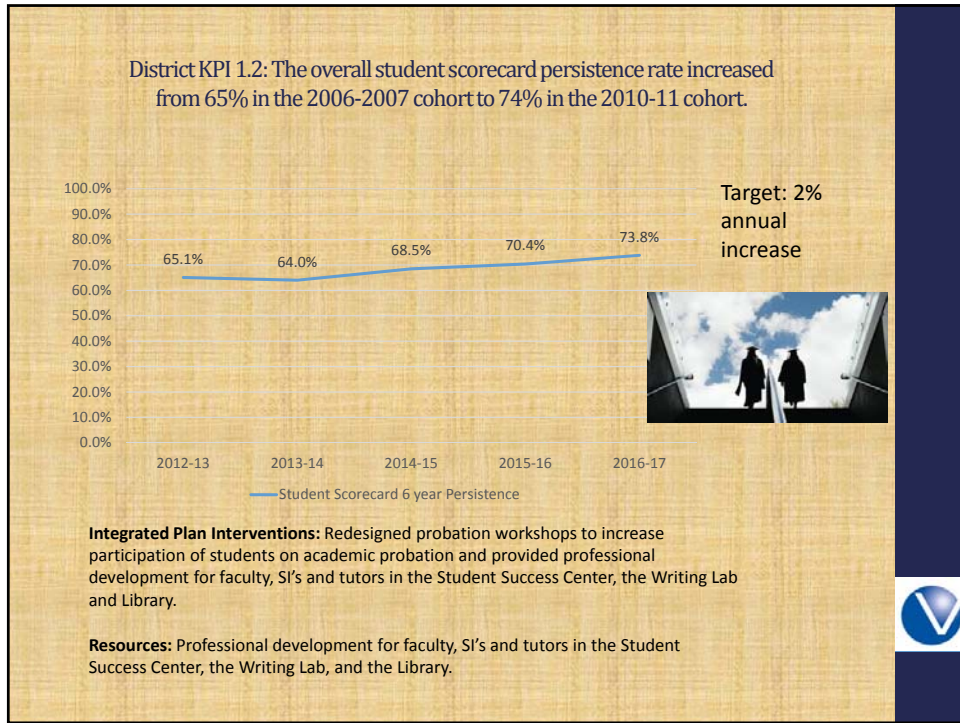 District KPI 1.2: The overall student scorecard persistence rate increased
from 65% in the 2006-2007 cohort to 74% in the 2010-11 cohort.
Target: 2%
annual
increase
100.0%
90.0%
80.0%
70.0%
60.0%
50.0%
40.0%
30.0%
20.0%
10.0%
0.0%
65.1%
64.0%
68.5%
70.4%
73.8%
2012-13 2013-14 2014-15 2015-16 2016-17
Student Scorecard 6 year Persistence
Integrated Plan Interventions: Redesigned probation workshops to increase
participation of students on academic probation and provided professional
development for faculty, SI's and tutors in the Student Success Center, the Writing Lab
and Library.
Resources: Professional development for faculty, SI's and tutors in the Student
Success Center, the Writing Lab, and the Library.
V